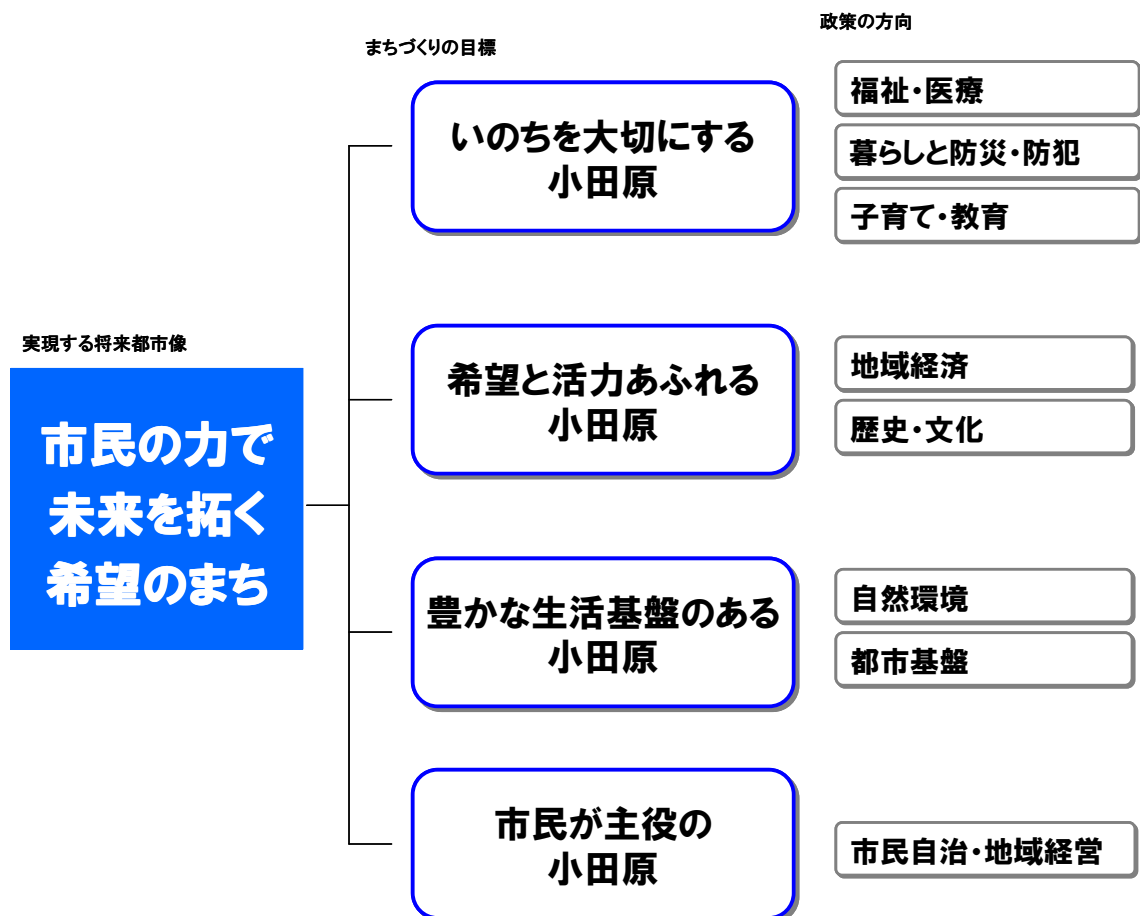 政策の方向
まちづくりの目標
実現する将来都市像
市民の力で
未来を拓く
希望のまち
いのちを大切にする
小田原
福祉・医療
暮らしと防災・防犯
子育て・教育
希望と活力あふれる
小田原
地域経済
歴史・文化
豊かな生活基盤のある
小田原
自然環境
都市基盤
市民が主役の
小田原
市民自治・地域経営